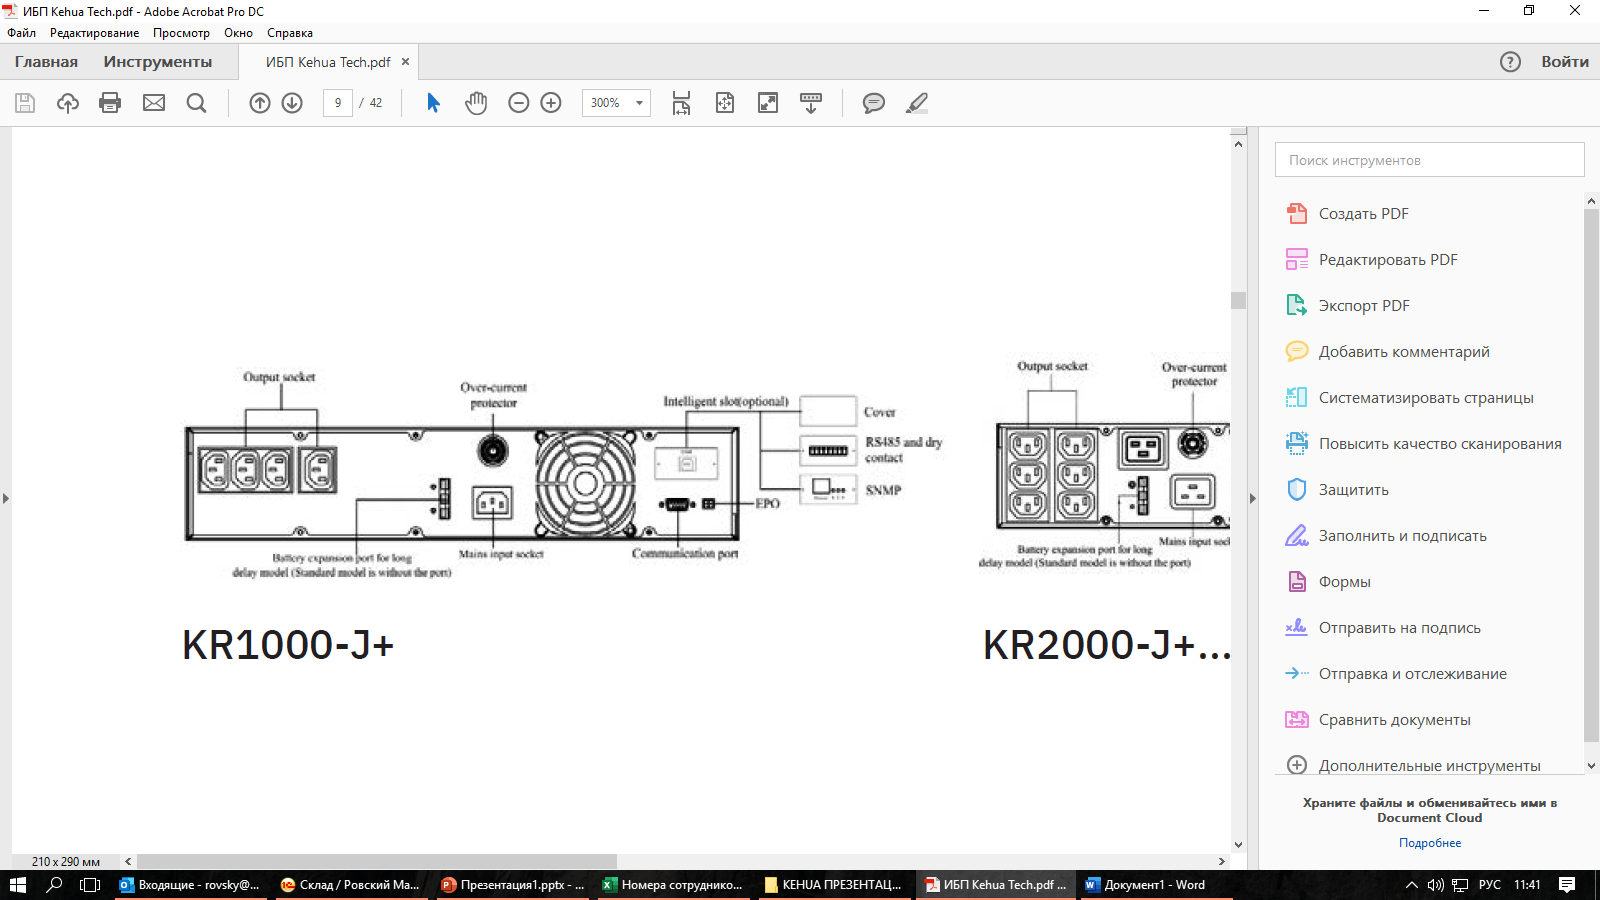 ИБП Kehua Tech.pdf - Adobe Acrobat Pro DC
Файл Редактирование Просмотр Окно Справка
Главная Инструменты ИБП Kehua Tech.pdf × Войти
9 / 42 300%
Поиск инструментов
Создать PDF
Редактировать PDF
Экспорт PDF
Добавить комментарий
Систематизировать страницы
Повысить качество сканирования
Защитить
Заполнить и подписать
Формы
Отправить на подпись
Отправка и отслеживание
Сравнить документы
Дополнительные инструменты
Храните файлы и обменивайтесь ими в
Document Cloud
Подробнее
Output socket
Over-current
protector
Intelligent slot(optional)
Cover
RS485 and dry
contact
SNMP
EPO
Battery expansion port for long
delay model (Standard model is without the port)
Mains input socket
Communication port
KR1000-J+
Output socket
Over-current
protector
Mains input sock
Battery expansion port for long
delay model (Standard model is without the port)
KR2000-J+...
210 x 290 мм
Входящие - rovsky@...
Склад / Ровский Ма...
Презентация1.pptx - ...
Номера сотруднико...
KEHUA ПРЕЗЕНТАЦ...
ИБП Kehua Tech.pdf ...
Документ1 - Word
РУС 11:41